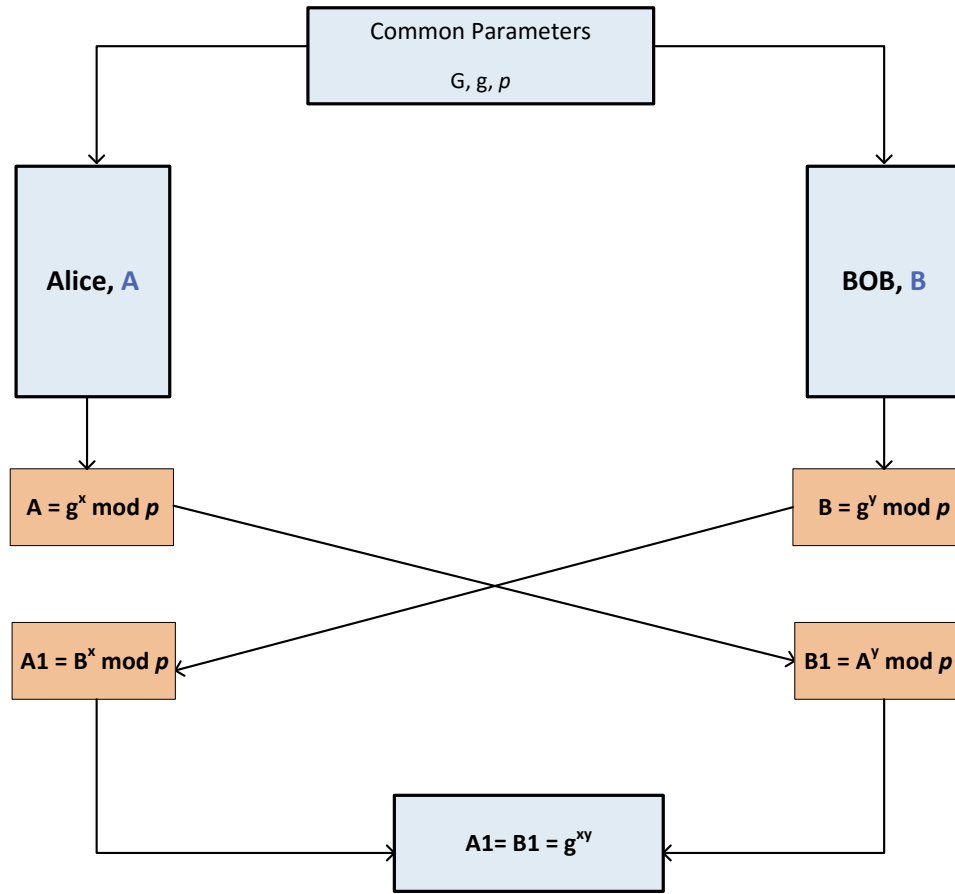 Common Parameters
G, g, p
Alice, A
BOB, B
A = g^x mod p
B = g^y mod p
A1 = B^x mod p
B1 = A^y mod p
A1= B1 = g^xy